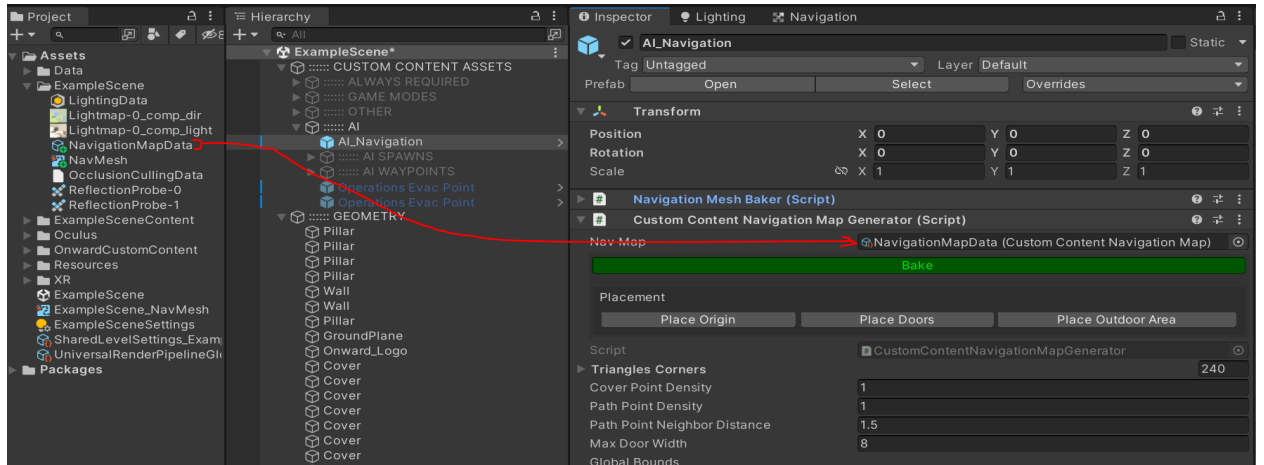 Project
Assets
Data
ExampleScene
LightingData
Lightmap-0_comp_dir
Lightmap-0_comp_light
NavigationMapData
NavMesh
OcclusionCullingData
ReflectionProbe-0
ReflectionProbe-1
ExampleSceneContent
Oculus
OnwardCustomContent
Resources
XR
ExampleScene
ExampleScene_NavMesh
ExampleSceneSettings
SharedLevelSettings_Exam
UniversalRenderPipelineGl
Packages
Hierarchy
All
ExampleScene*
:::::: CUSTOM CONTENT ASSETS
:::::: ALWAYS REQUIRED
:::::: GAME MODES
:::::: OTHER
:::::: AI
AI_Navigation
:::::: AI SPAWNS
:::::: AI WAYPOINTS
Operations Evac Point
Operations Evac Point
:::::: GEOMETRY
Pillar
Pillar
Pillar
Pillar
Wall
Wall
Pillar
GroundPlane
Onward_Logo
Cover
Cover
Cover
Cover
Cover
Cover
Cover
Inspector Lighting Navigation
AI_Navigation Static
Tag Untagged Layer Default
Prefab Open Select Overrides
Transform
Position X 0 Y 0 Z 0
Rotation X 0 Y 0 Z 0
Scale X 1 Y 1 Z 1
# Navigation Mesh Baker (Script)
# Custom Content Navigation Map Generator (Script)
Nav Map NavigationMapData (Custom Content Navigation Map)
Bake
Placement
Place Origin Place Doors Place Outdoor Area
Script CustomContentNavigationMapGenerator
Triangles Corners 240
Cover Point Density 1
Path Point Density 1
Path Point Neighbor Distance 1.5
Max Door Width 8
Global Bounds